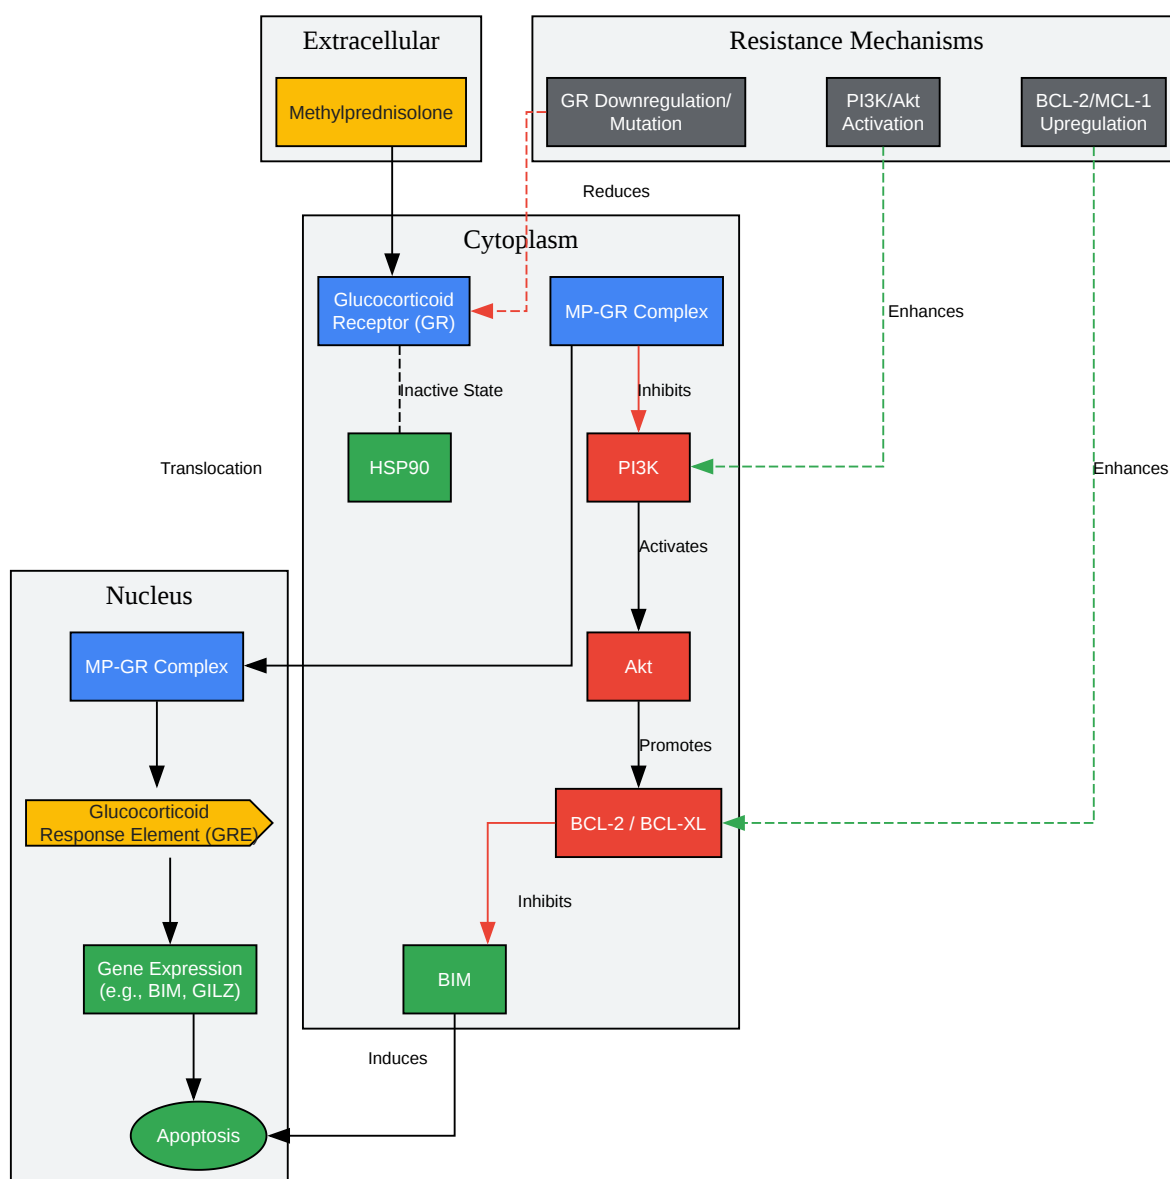 Extracellular
Resistance Mechanisms
Methylprednisolone
GR Downregulation/
Mutation
PI3K/Akt
Activation
BCL-2/MCL-1
Upregulation
Reduces
Cytoplasm
Glucocorticoid
Receptor (GR)
MP-GR Complex
Enhances
Inactive State
Inhibits
HSP90
PI3K
Translocation
Enhances
Activates
Nucleus
MP-GR Complex
Akt
Promotes
Glucocorticoid
Response Element (GRE)
BCL-2 / BCL-XL
Inhibits
Gene Expression
(e.g., BIM, GILZ)
BIM
Induces
Apoptosis